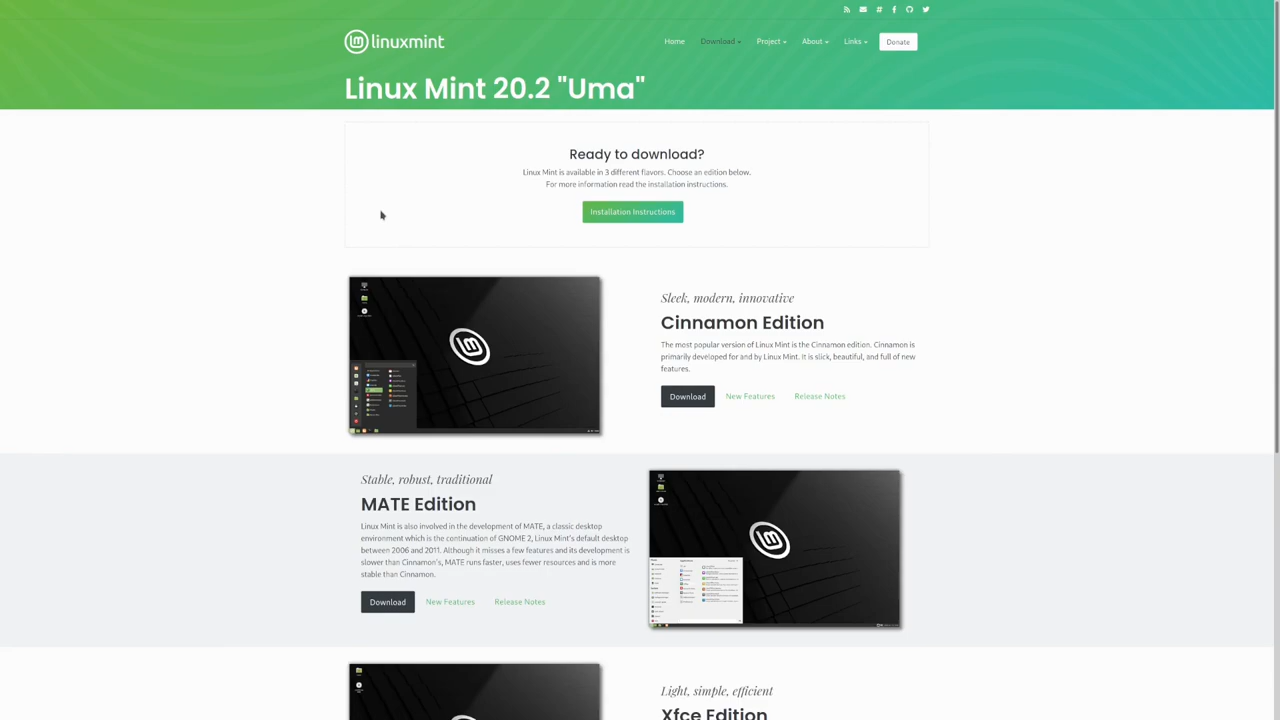 linuxmint
Home
Download
Project
About
Links
Donate
Linux Mint 20.2 "Uma"
Ready to download?
Linux Mint is available in 3 different flavors. Choose an edition below.
For more information read the installation instructions.
Installation Instructions
Sleek, modern, innovative
Cinnamon Edition
The most popular version of Linux Mint is the Cinnamon edition. Cinnamon is
primarily developed for and by Linux Mint. It is slick, beautiful, and full of new
features.
Download
New Features
Release Notes
Stable, robust, traditional
MATE Edition
Linux Mint is also involved in the development of MATE, a classic desktop
environment which is the continuation of GNOME 2, Linux Mint's default desktop
between 2006 and 2011. Although it misses a few features and its development is
slower than Cinnamon's, MATE runs faster, uses fewer resources and is more
stable than Cinnamon.
Download
New Features
Release Notes
Light, simple, efficient
Xfce Edition